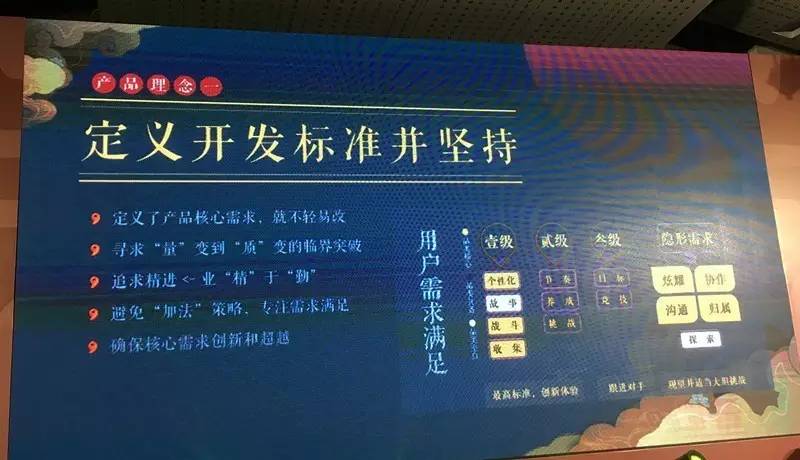 产品理念一
定义开发标准并坚持
定义了产品核心需求，就不轻易改
寻求“量”变到“质”变的临界突破
追求精进<-业“精”于“勤”
避免“加法”策略，专注需求满足
确保核心需求创新和超越
用户需求满足
壹级
个性化
故事
战斗
收集
贰级
节奏
养成
挑战
叁级
目标
竞技
隐形需求
炫耀
协作
沟通
归属
探索
最高标准，创新体验
跟进对手
观望并适当大胆挑战